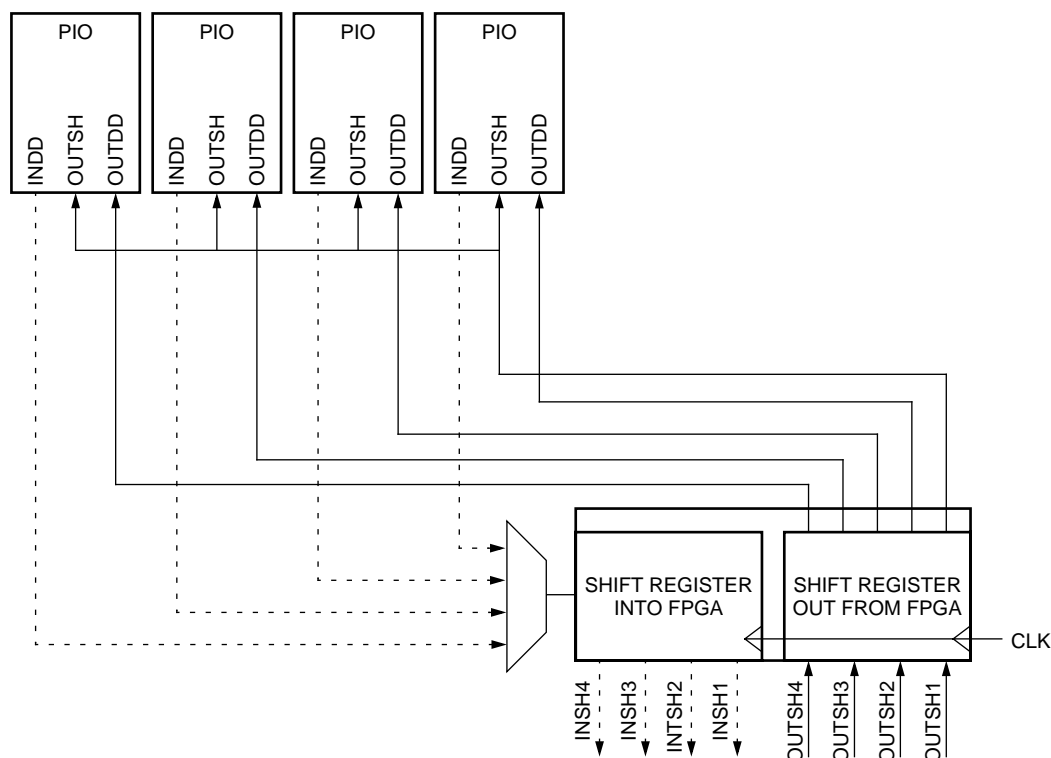 PIO
PIO
PIO
PIO
INDD
OUTSH
OUTDD
INDD
OUTSH
OUTDD
INDD
OUTSH
OUTDD
INDD
OUTSH
OUTDD
SHIFT REGISTER
INTO FPGA
SHIFT REGISTER
OUT FROM FPGA
CLK
INSH4
INSH3
INTSH2
INSH1
OUTSH4
OUTSH3
OUTSH2
OUTSH1